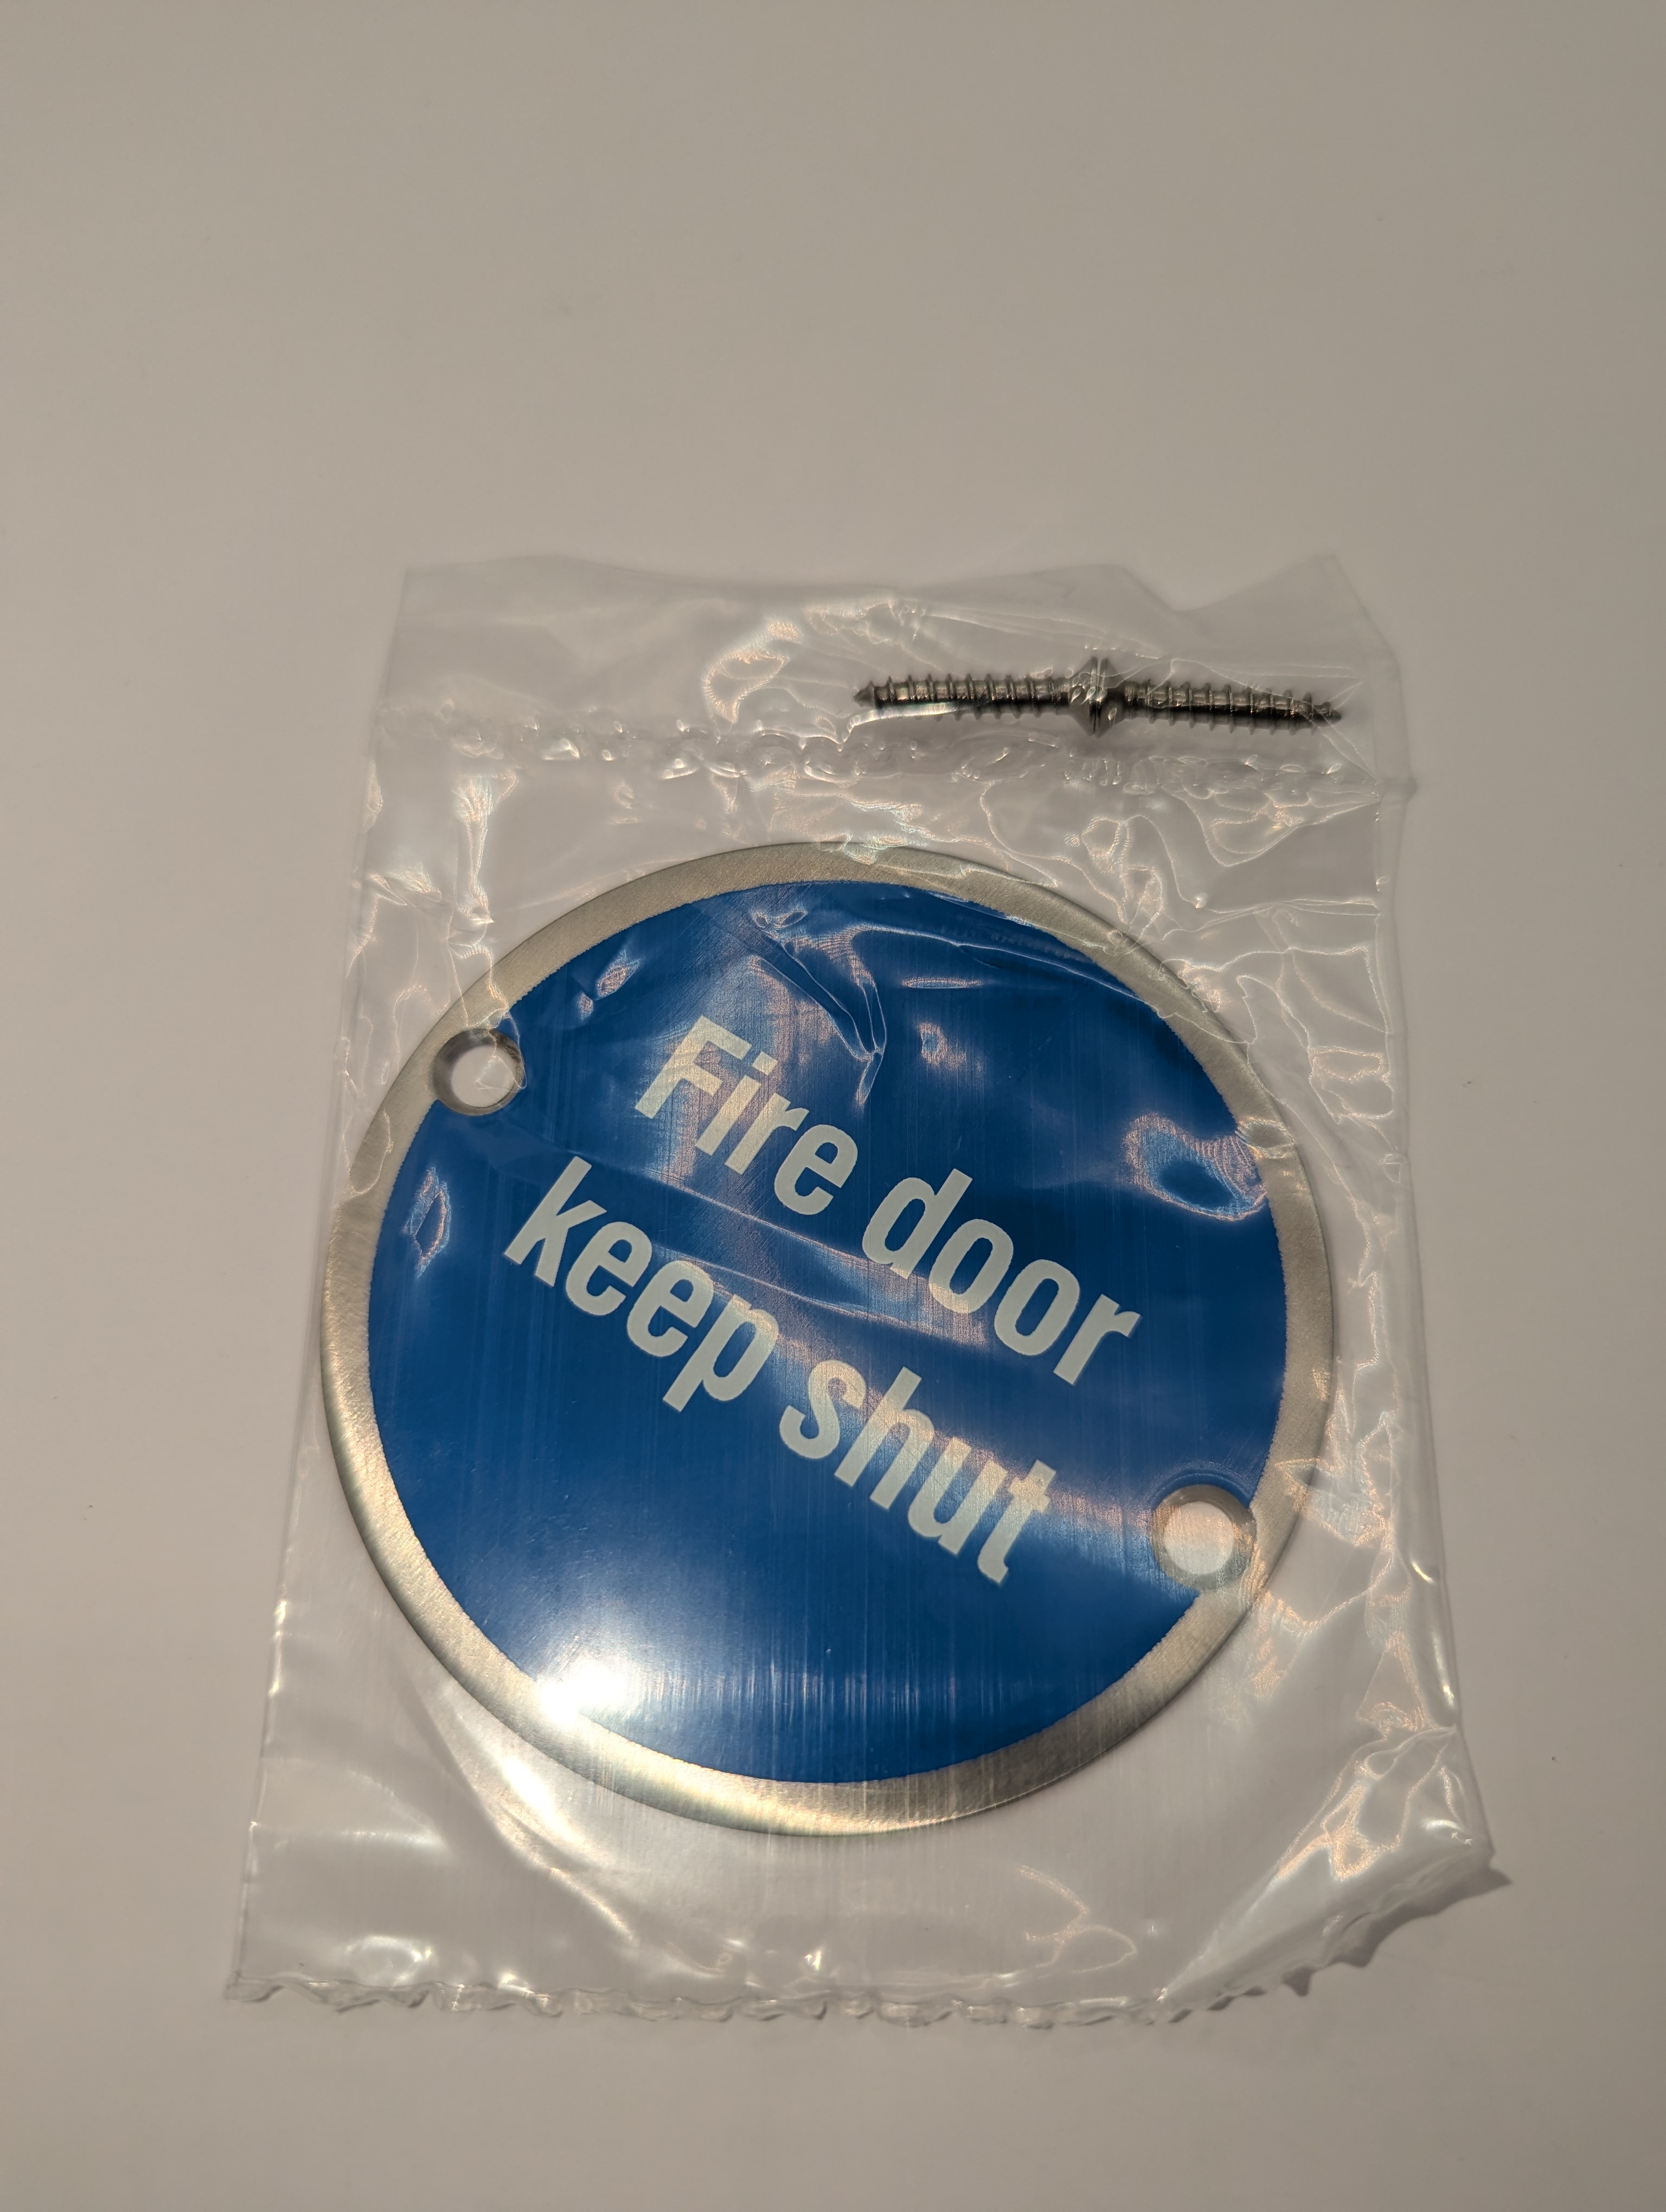 Fire door
keep shut